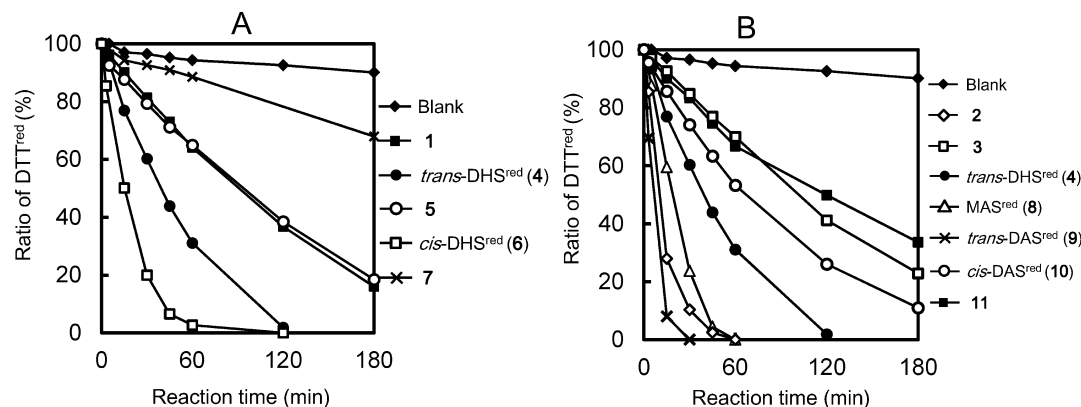 A
Ratio of DTTred (%)
100
80
60
40
20
0
0 60 120 180
Reaction time (min)
Blank
1
trans-DHSred (4)
5
cis-DHSred (6)
7
B
Ratio of DTTred (%)
100
80
60
40
20
0
0 60 120 180
Reaction time (min)
Blank
2
3
trans-DHSred (4)
MASred (8)
trans-DASred (9)
cis-DASred (10)
11